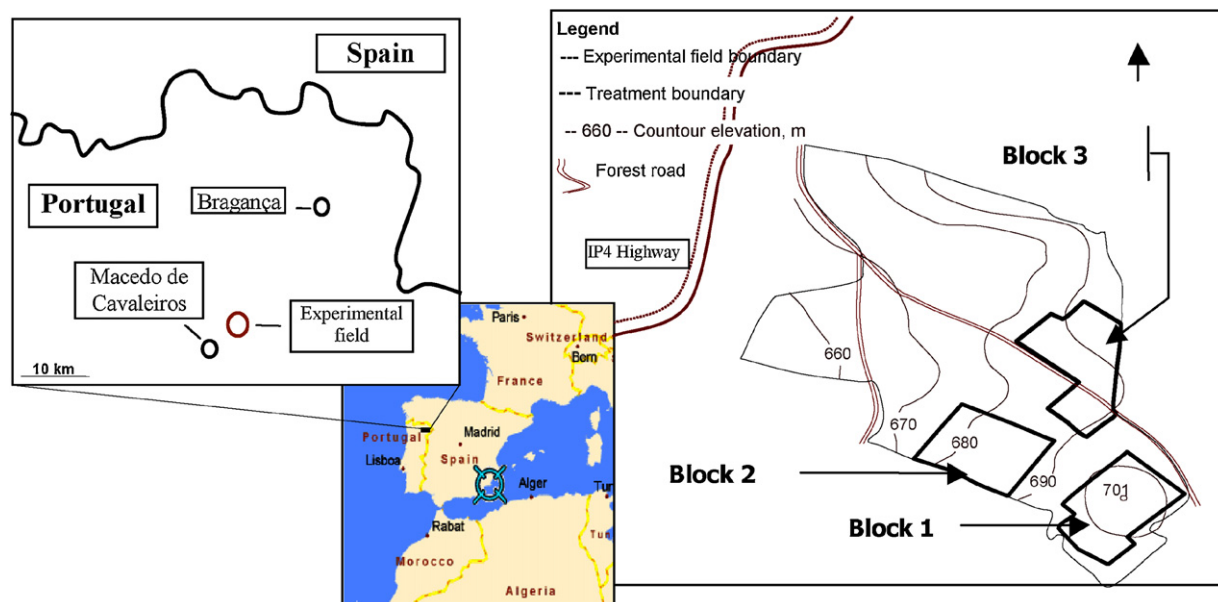 Spain
Portugal
Bragança
Macedo de
Cavaleiros
Experimental
field
10 km
Legend
--- Experimental field boundary
--- Treatment boundary
-- 660 -- Countour elevation, m
Forest road
IP4 Highway
Block 3
660
670
680
690
701
Block 2
Block 1
Paris
Switzerland
Bern
France
Portugal
Madrid
Spain
Lisboa
Alger
Tun
Rabat
Tun
Morocco
Algeria